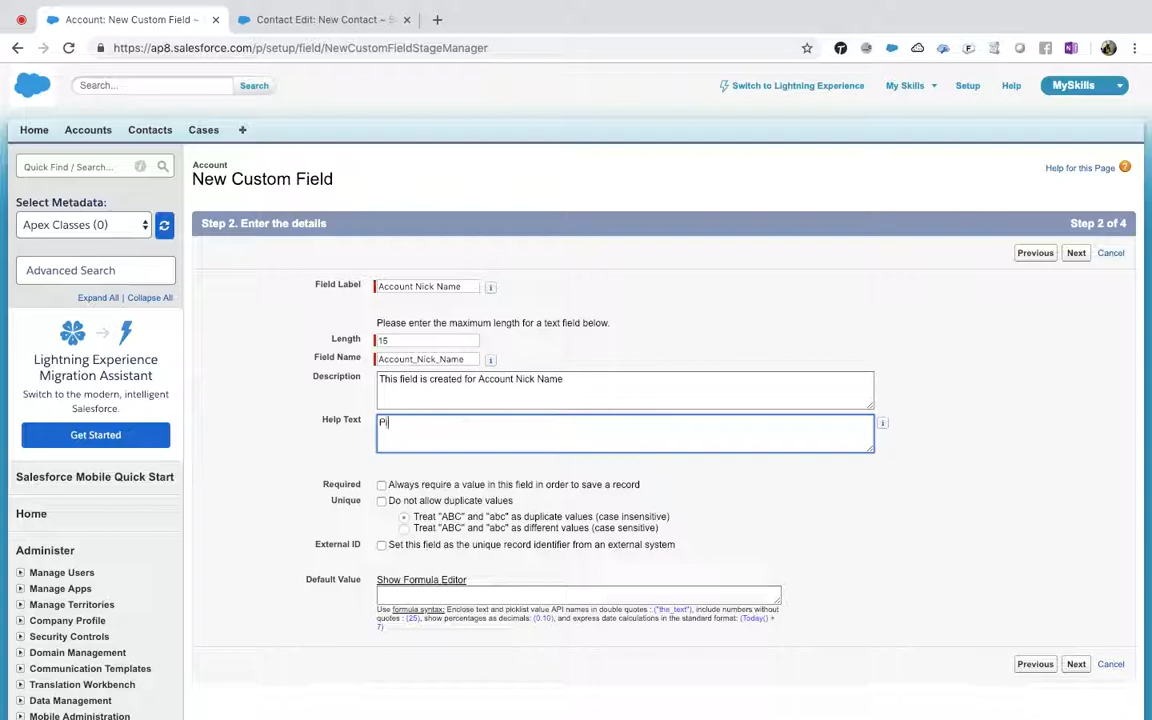 Account: New Custom Field ~
Contact Edit: New Contact ~ S
https://ap8.salesforce.com/p/setup/field/NewCustomFieldStageManager
Search...
Search
Switch to Lightning Experience
My Skills
Setup
Help
MySkills
Home
Accounts
Contacts
Cases
Quick Find / Search...
Select Metadata:
Apex Classes (0)
Advanced Search
Expand All | Collapse All
Lightning Experience
Migration Assistant
Switch to the modern, intelligent
Salesforce.
Get Started
Salesforce Mobile Quick Start
Home
Administer
Manage Users
Manage Apps
Manage Territories
Company Profile
Security Controls
Domain Management
Communication Templates
Translation Workbench
Data Management
Mobile Administration
Account
New Custom Field
Help for this Page
Step 2. Enter the details
Step 2 of 4
Previous
Next
Cancel
Field Label
Account Nick Name
Please enter the maximum length for a text field below.
Length
15
Field Name
Account_Nick_Name
Description
This field is created for Account Nick Name
Help Text
Required
Always require a value in this field in order to save a record
Unique
Do not allow duplicate values
Treat "ABC" and "abc" as duplicate values (case insensitive)
Treat "ABC" and "abc" as different values (case sensitive)
External ID
Set this field as the unique record identifier from an external system
Default Value
Show Formula Editor
Use formula syntax: Enclose text and picklist value API names in double quotes : ("the_text"), include numbers without
quotes : (25), show percentages as decimals: (0.10), and express date calculations in the standard format: (Today() +
7)
Previous
Next
Cancel